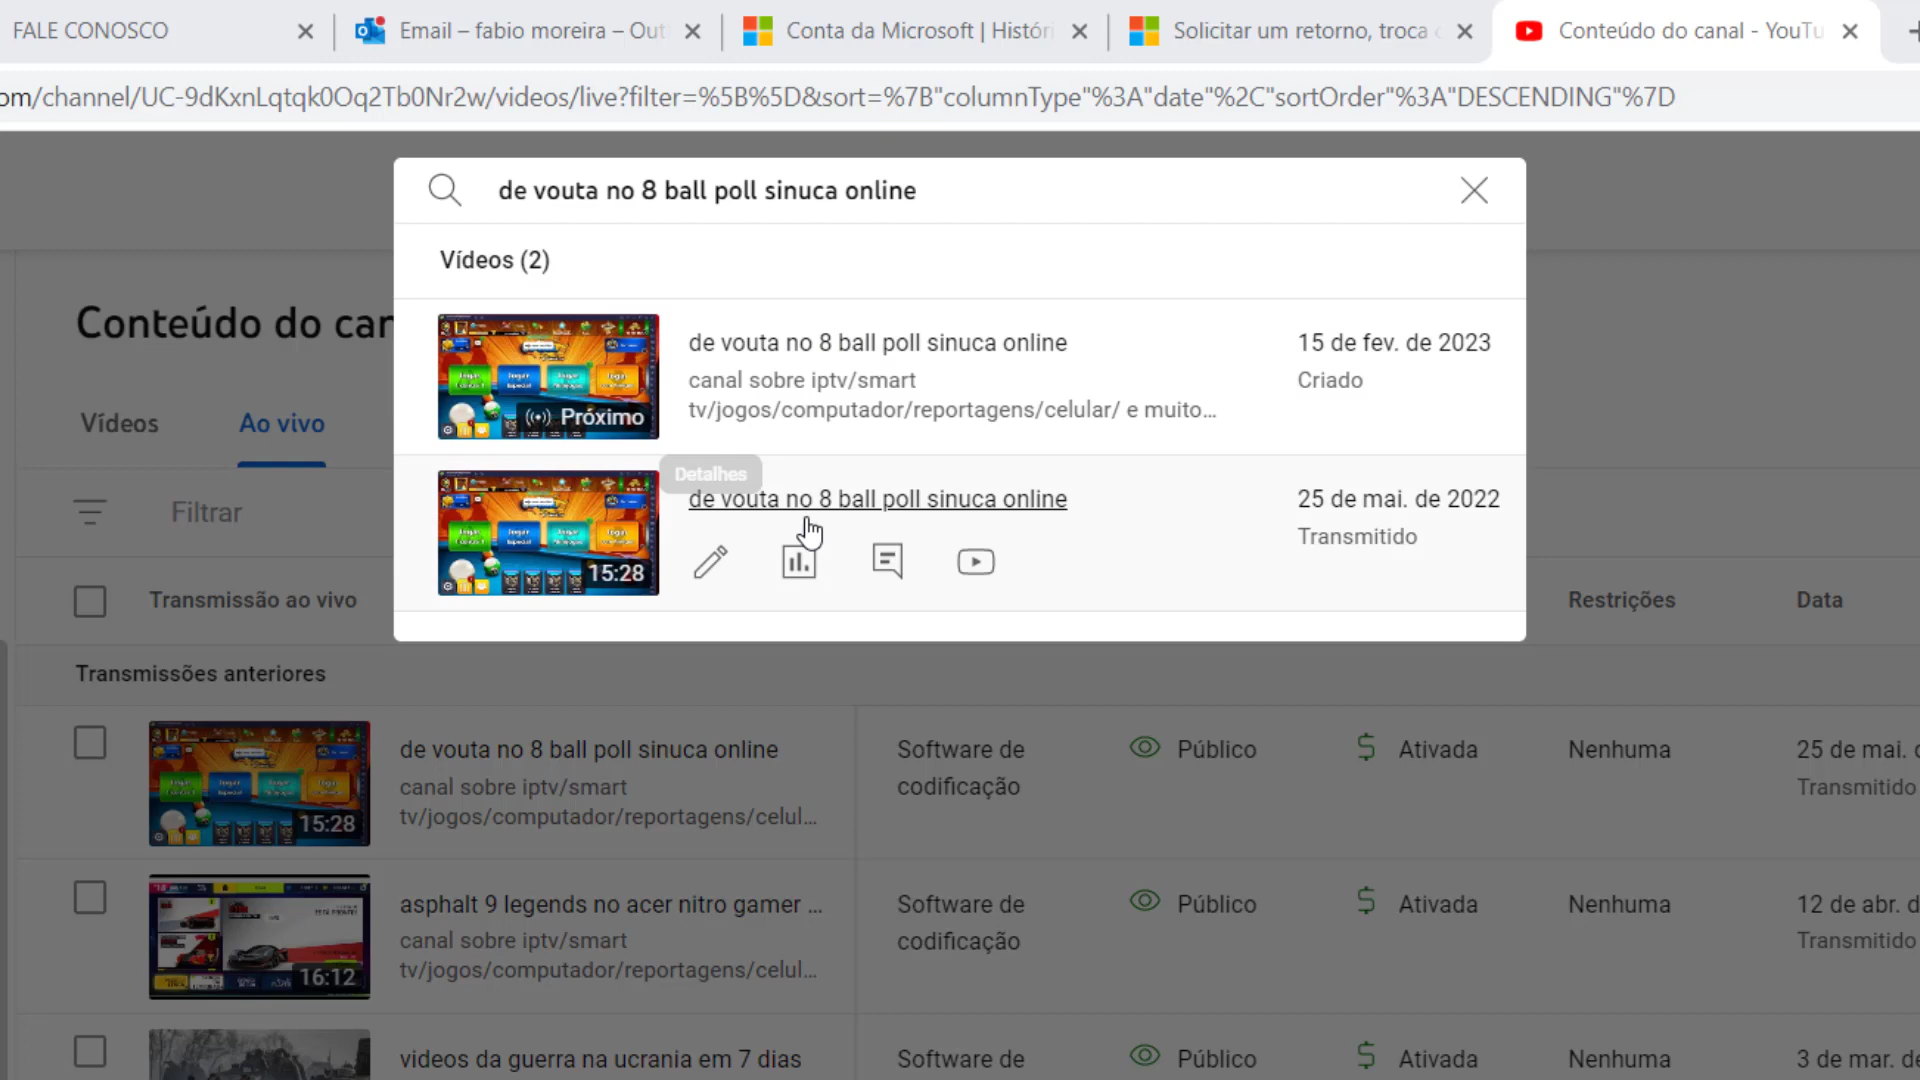 FALE CONOSCO
Email – fabio moreira – Out
Conta da Microsoft | Histór
Solicitar um retorno, troca
Conteúdo do canal - YouTu
om/channel/UC-9dKxnLqtqk0Oq2Tb0Nr2w/videos/live?filter=%5B%5D&sort=%7B"columnType"%3A"date"%2C"sortOrder"%3A"DESCENDING"%7D
de vouta no 8 ball poll sinuca online
Vídeos (2)
de vouta no 8 ball poll sinuca online
15 de fev. de 2023
canal sobre iptv/smart
Criado
tv/jogos/computador/reportagens/celular/ e muito...
Próximo
Detalhes
de vouta no 8 ball poll sinuca online
25 de mai. de 2022
Transmitido
15:28
Conteúdo do can
Vídeos
Ao vivo
Filtrar
Transmissão ao vivo
Restrições
Data
Transmissões anteriores
de vouta no 8 ball poll sinuca online
canal sobre iptv/smart
tv/jogos/computador/reportagens/celul...
15:28
Software de
codificação
Público
Ativada
Nenhuma
25 de mai. d
Transmitido
asphalt 9 legends no acer nitro gamer ...
canal sobre iptv/smart
tv/jogos/computador/reportagens/celul...
16:12
Software de
codificação
Público
Ativada
Nenhuma
12 de abr. d
Transmitido
videos da guerra na ucrania em 7 dias
Software de
Público
Ativada
Nenhuma
3 de mar. de